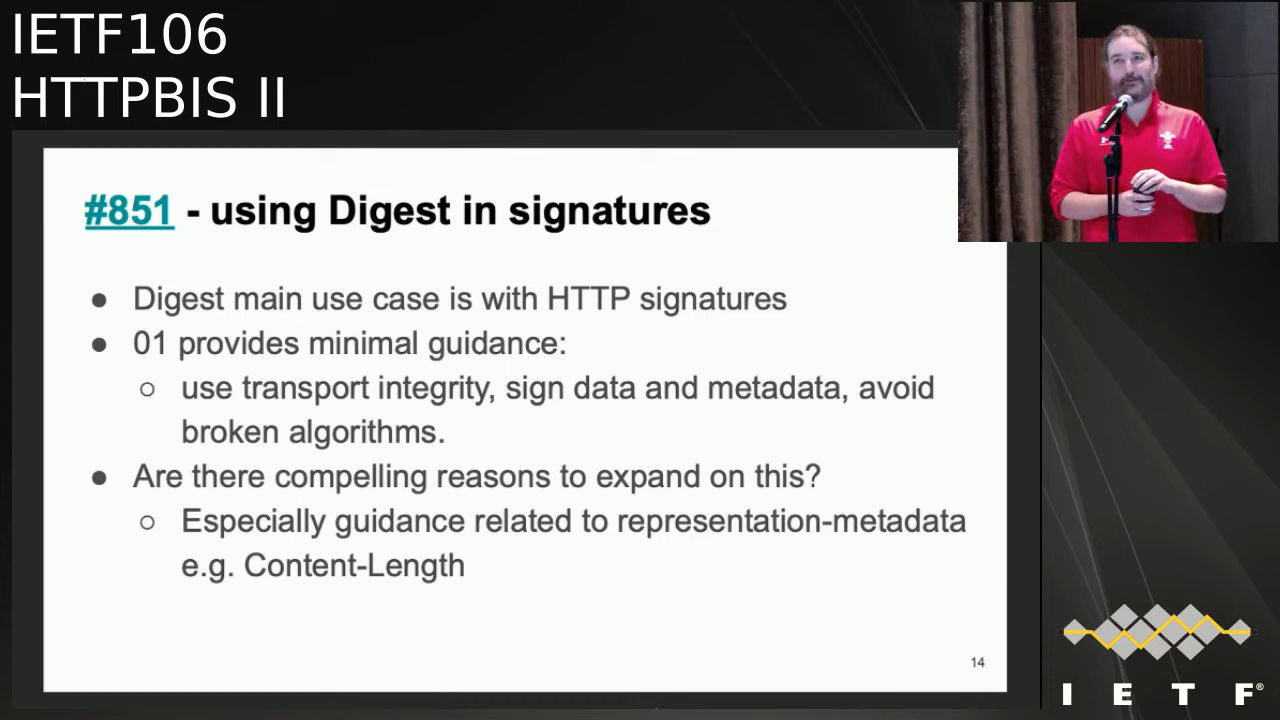 IETF106
HTTPBIS II
#851 - using Digest in signatures
● Digest main use case is with HTTP signatures
● 01 provides minimal guidance:
○ use transport integrity, sign data and metadata, avoid
broken algorithms.
● Are there compelling reasons to expand on this?
○ Especially guidance related to representation-metadata
e.g. Content-Length
14
I E T F®